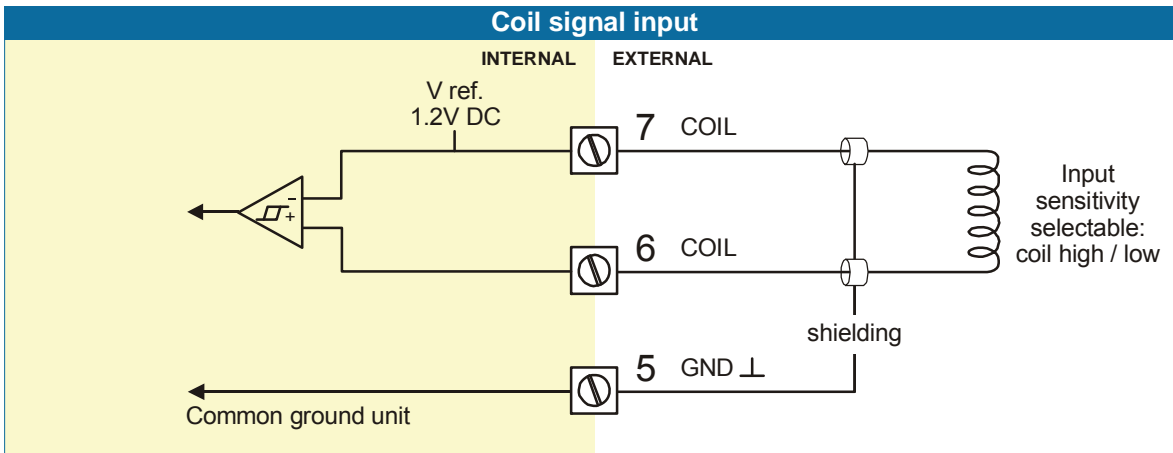 Coil signal input
INTERNAL
EXTERNAL
V ref.
1.2V DC
7 COIL
6 COIL
Input
sensitivity
selectable:
coil high / low
shielding
5 GND
Common ground unit